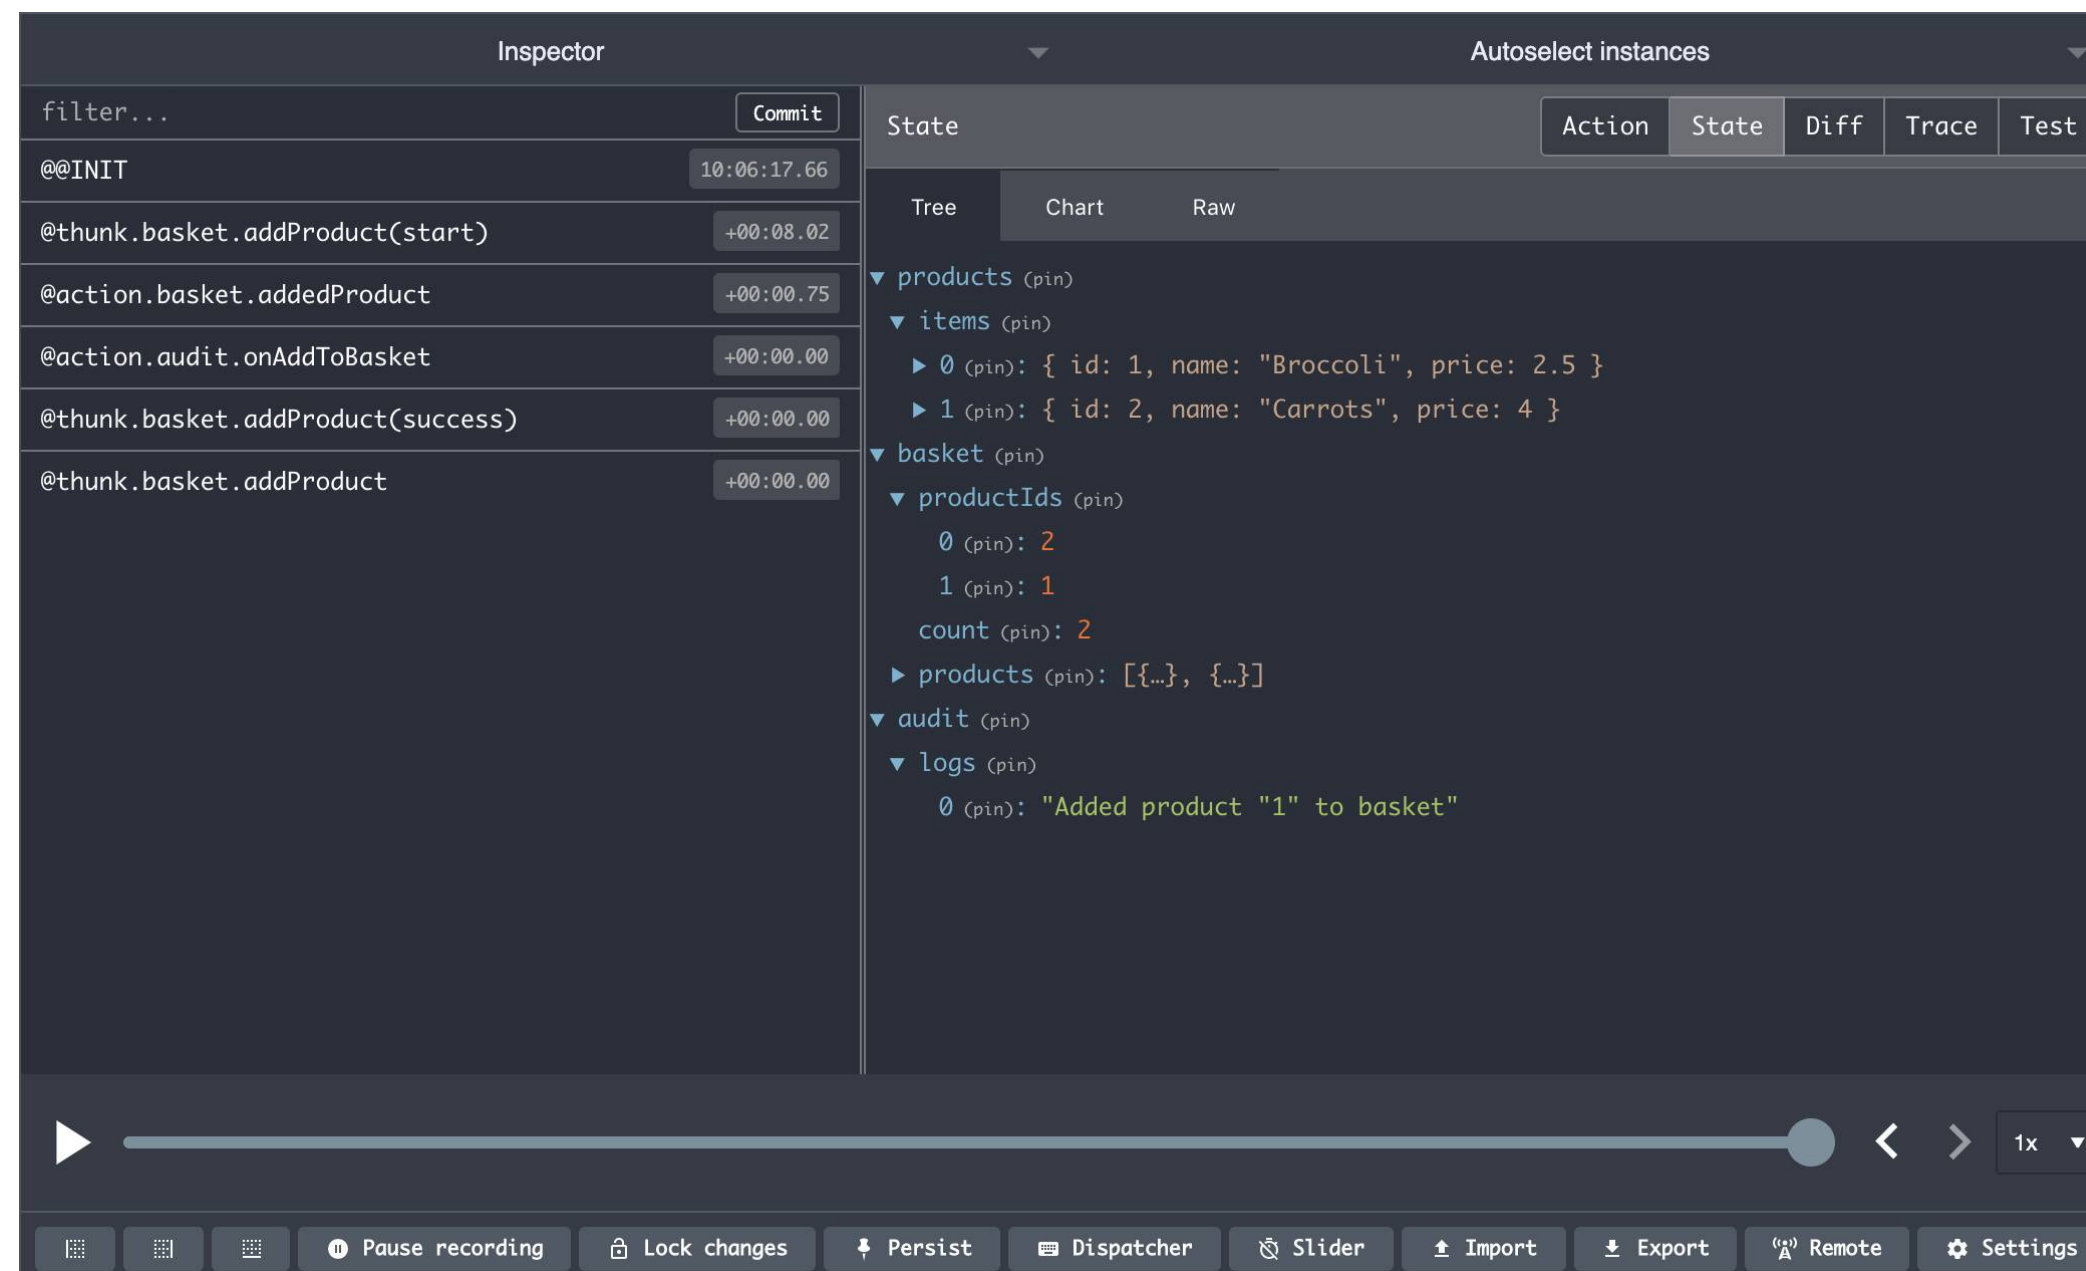 Inspector
Autoselect instances
filter...
Commit
@@INIT
10:06:17.66
@thunk.basket.addProduct(start)
+00:08.02
@action.basket.addedProduct
+00:00.75
@action.audit.onAddToBasket
+00:00.00
@thunk.basket.addProduct(success)
+00:00.00
@thunk.basket.addProduct
+00:00.00
State
Action State Diff Trace Test
Tree Chart Raw
▼ products (pin)
▼ items (pin)
▶ 0 (pin): { id: 1, name: "Broccoli", price: 2.5 }
▶ 1 (pin): { id: 2, name: "Carrots", price: 4 }
▼ basket (pin)
▼ productIds (pin)
0 (pin): 2
1 (pin): 1
count (pin): 2
▶ products (pin): [{…}, {…}]
▼ audit (pin)
▼ logs (pin)
0 (pin): "Added product "1" to basket"
1x
Pause recording Lock changes Persist Dispatcher Slider Import Export Remote Settings